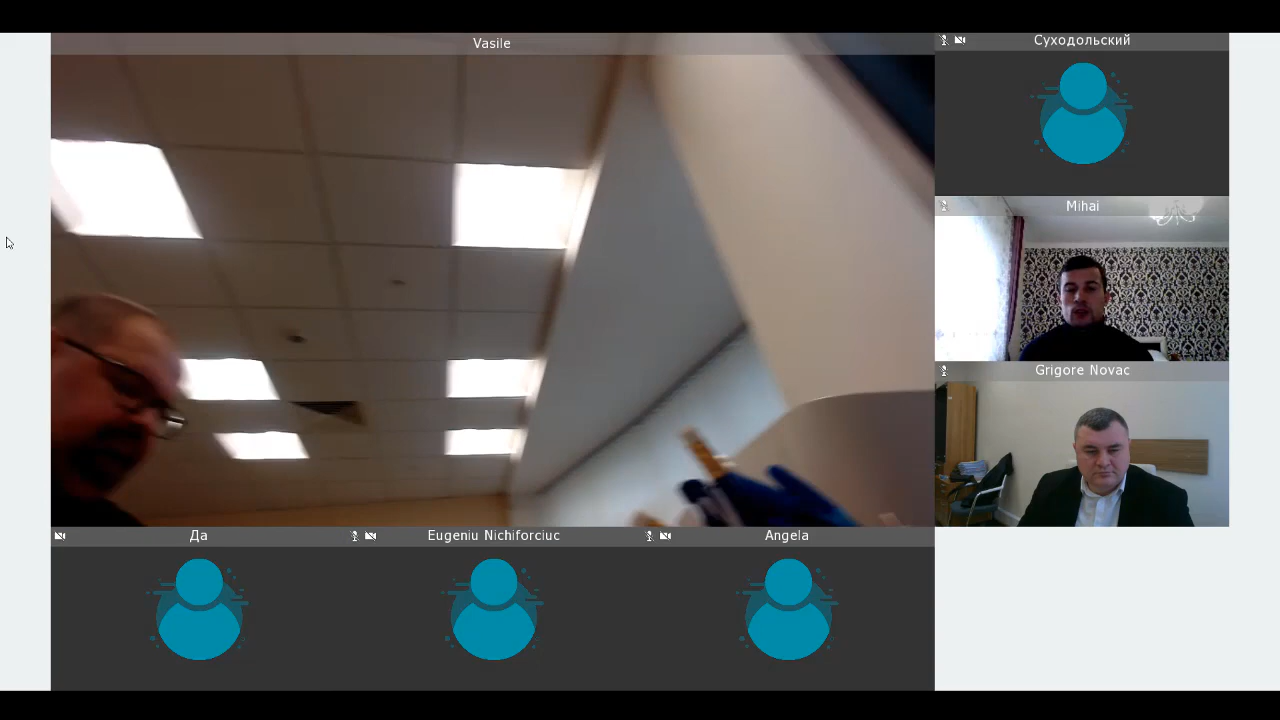 Vasile
Суходольский
Mihai
Grigore Novac
Да
Eugeniu Nichiforciuc
Angela